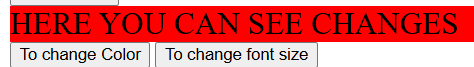 HERE YOU CAN SEE CHANGES
To change Color To change font size